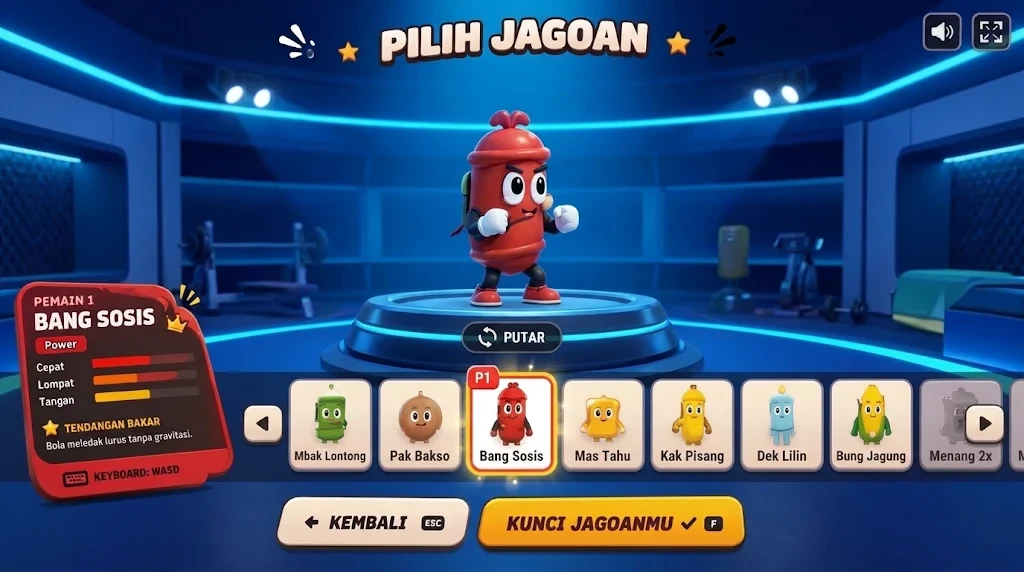 PILIH JAGOAN
PEMAIN 1
BANG SOSIS
Power
Cepat
Lompat
Tangan
TENDANGAN BAKAR
Bola meledak lurus tanpa gravitasi.
KEYBOARD: WASD
PUTAR
P1
Mbak Lontong
Pak Bakso
Bang Sosis
Mas Tahu
Kak Pisang
Dek Lilin
Bung Jagung
Menang 2x
KEMBALI ESC
KUNCI JAGOANMU F